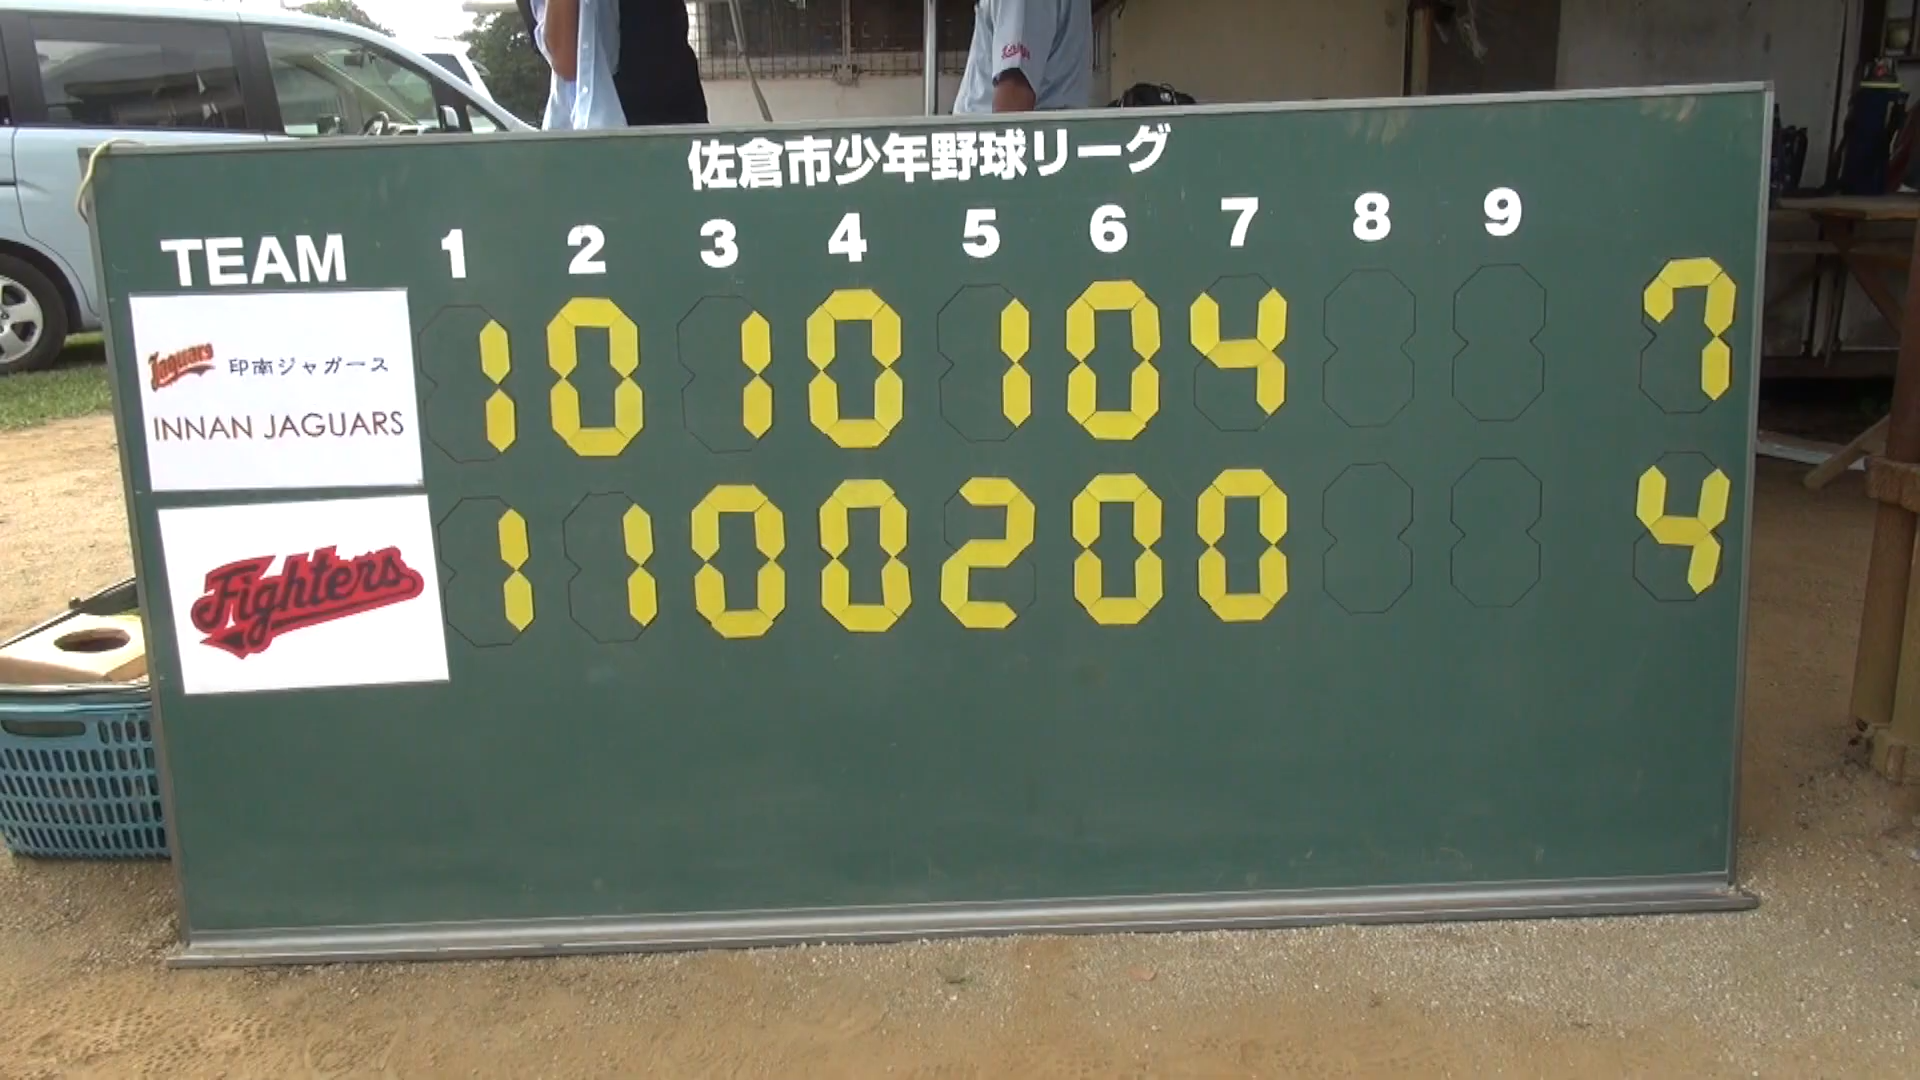 佐倉市少年野球リーグ
TEAM 1 2 3 4 5 6 7 8 9
Jaguars 印南ジャガース
INNAN JAGUARS
1 0 1 0 1 0 4 7
Fighters
1 1 0 0 2 0 0 4